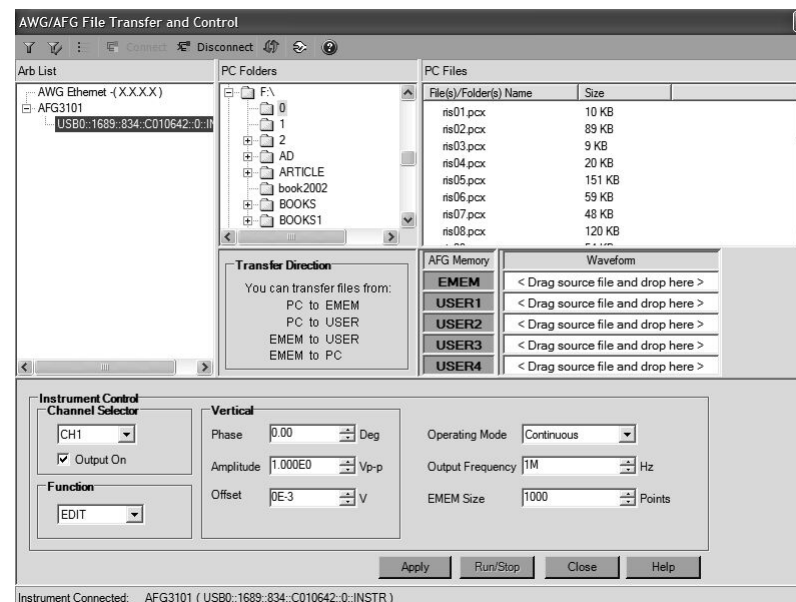 AWG/AFG File Transfer and Control
Connect Disconnect
Arb List
AWG Ethernet -( X.X.X.X )
AFG3101
USB0::1689::834::C010642::0::IN
PC Folders
F:\
0
1
2
AD
ARTICLE
book2002
BOOKS
BOOKS1
PC Files
File(s)/Folder(s) Name Size
ris01.pcx 10 KB
ris02.pcx 89 KB
ris03.pcx 9 KB
ris04.pcx 20 KB
ris05.pcx 151 KB
ris06.pcx 59 KB
ris07.pcx 48 KB
ris08.pcx 120 KB
Transfer Direction
You can transfer files from:
PC to EMEM
PC to USER
EMEM to USER
EMEM to PC
AFG Memory Waveform
EMEM < Drag source file and drop here >
USER1 < Drag source file and drop here >
USER2 < Drag source file and drop here >
USER3 < Drag source file and drop here >
USER4 < Drag source file and drop here >
Instrument Control
Channel Selector
CH1
Output On
Function
EDIT
Vertical
Phase 0.00 Deg
Amplitude 1.000E0 Vp-p
Offset 0E-3 V
Operating Mode Continuous
Output Frequency 1M Hz
EMEM Size 1000 Points
Apply Run/Stop Close Help
Instrument Connected: AFG3101 ( USB0::1689::834::C010642::0::INSTR )